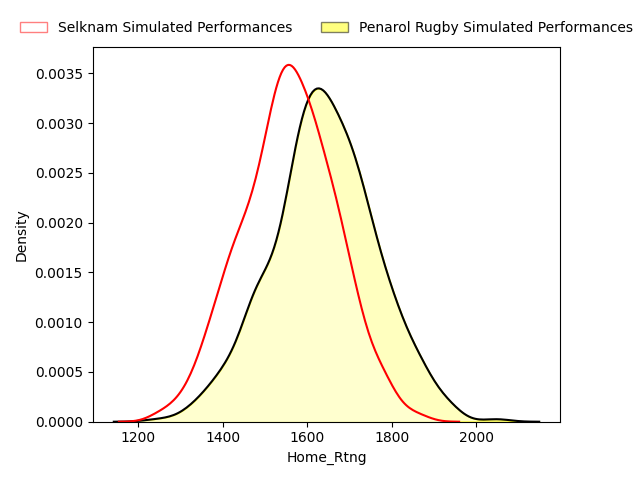 Selknam Simulated Performances Penarol Rugby Simulated Performances
0.0035
0.0030
0.0025
0.0020
0.0015
0.0010
0.0005
0.0000
Density
1200 1400 1600 1800 2000
Home_Rtng